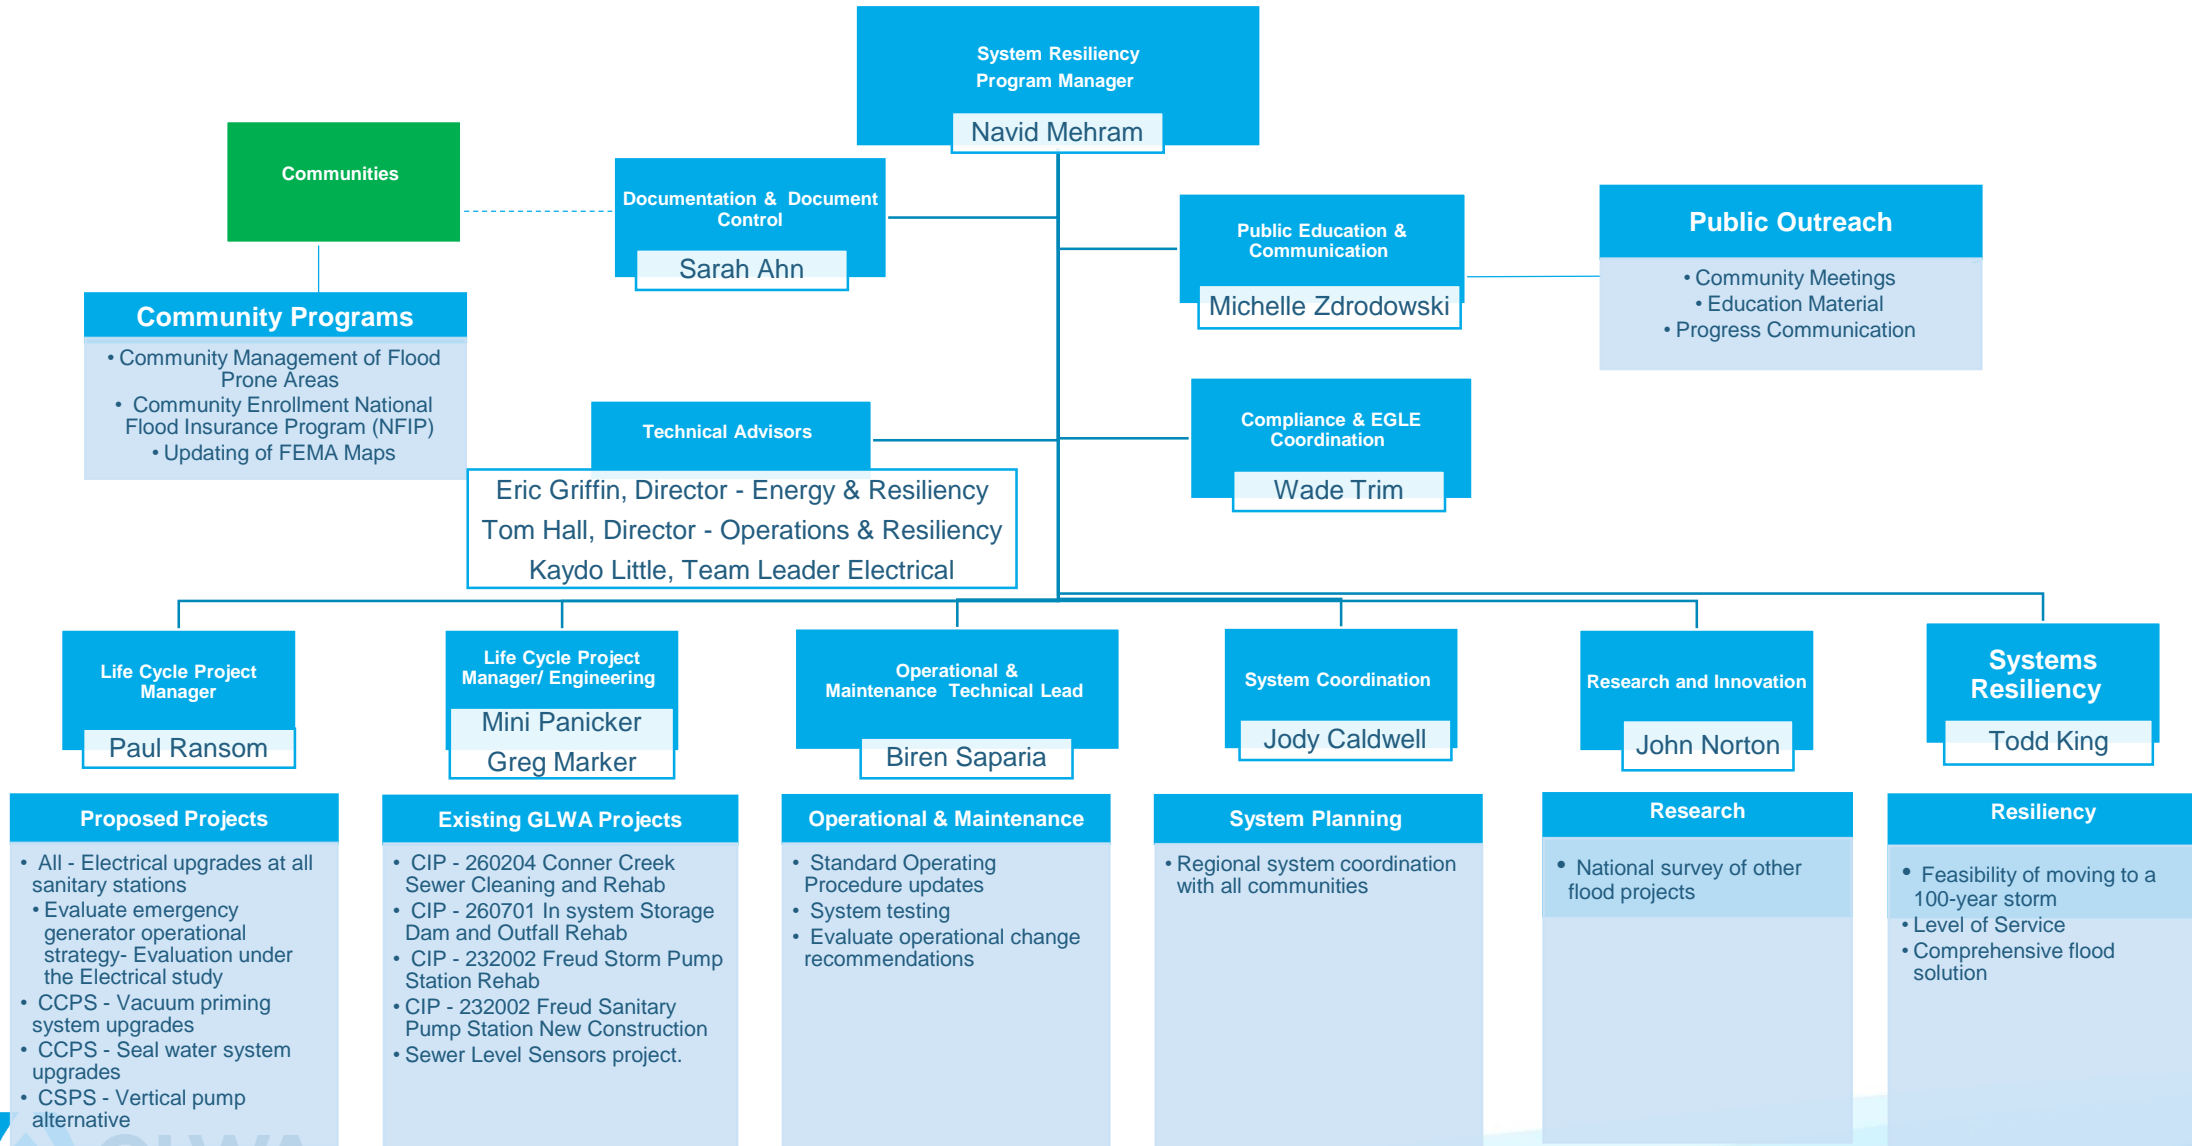 System Resiliency
Program Manager
Navid Mehram
Communities
Documentation & Document
Control
Sarah Ahn
Public Education &
Communication
Michelle Zdrodowski
Public Outreach
• Community Meetings
• Education Material
• Progress Communication
Community Programs
• Community Management of Flood
Prone Areas
• Community Enrollment National
Flood Insurance Program (NFIP)
• Updating of FEMA Maps
Technical Advisors
Eric Griffin, Director - Energy & Resiliency
Tom Hall, Director - Operations & Resiliency
Kaydo Little, Team Leader Electrical
Compliance & EGLE
Coordination
Wade Trim
Life Cycle Project
Manager
Paul Ransom
Life Cycle Project
Manager/ Engineering
Mini Panicker
Greg Marker
Operational &
Maintenance Technical Lead
Biren Saparia
System Coordination
Jody Caldwell
Research and Innovation
John Norton
Systems
Resiliency
Todd King
Proposed Projects
• All - Electrical upgrades at all
sanitary stations
• Evaluate emergency
generator operational
strategy- Evaluation under
the Electrical study
• CCPS - Vacuum priming
system upgrades
• CCPS - Seal water system
upgrades
• CSPS - Vertical pump
alternative
Existing GLWA Projects
• CIP - 260204 Conner Creek
Sewer Cleaning and Rehab
• CIP - 260701 In system Storage
Dam and Outfall Rehab
• CIP - 232002 Freud Storm Pump
Station Rehab
• CIP - 232002 Freud Sanitary
Pump Station New Construction
• Sewer Level Sensors project.
Operational & Maintenance
• Standard Operating
Procedure updates
• System testing
• Evaluate operational change
recommendations
System Planning
• Regional system coordination
with all communities
Research
• National survey of other
flood projects
Resiliency
• Feasibility of moving to a
100-year storm
• Level of Service
• Comprehensive flood
solution
GLWA